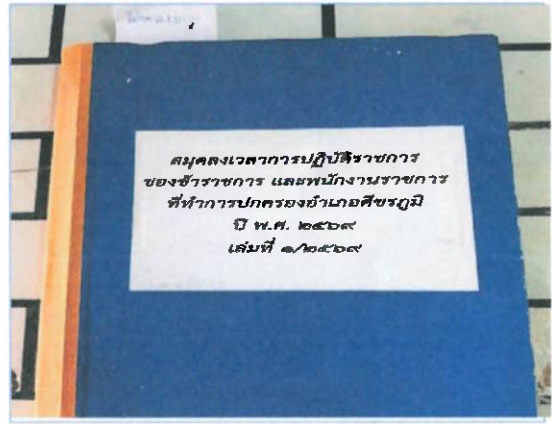 สมุดลงเวลาการปฏิบัติราชการ
ของข้าราชการ และพนักงานราชการ
ที่ทำการปกครองอำเภอศีขรภูมิ
ปี พ.ศ. ๒๕๖๙
เล่มที่ ๑/๒๕๖๙